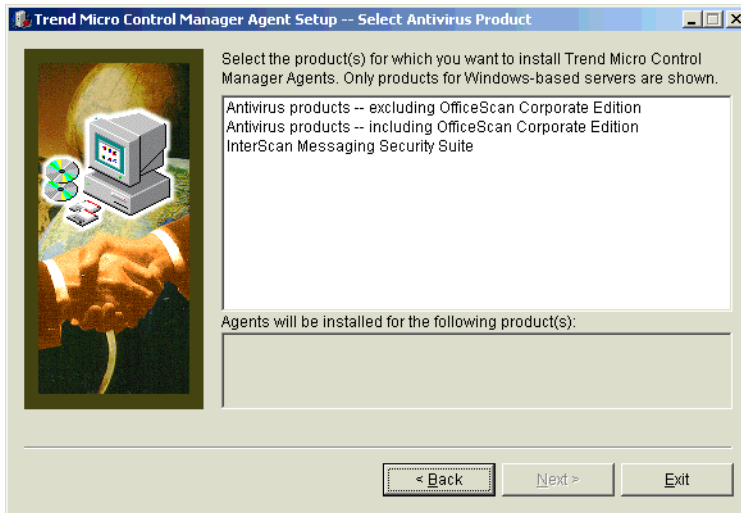 Trend Micro Control Manager Agent Setup -- Select Antivirus Product
Select the product(s) for which you want to install Trend Micro Control
Manager Agents. Only products for Windows-based servers are shown.
Antivirus products -- excluding OfficeScan Corporate Edition
Antivirus products -- including OfficeScan Corporate Edition
InterScan Messaging Security Suite
Agents will be installed for the following product(s):
< Back
Next >
Exit